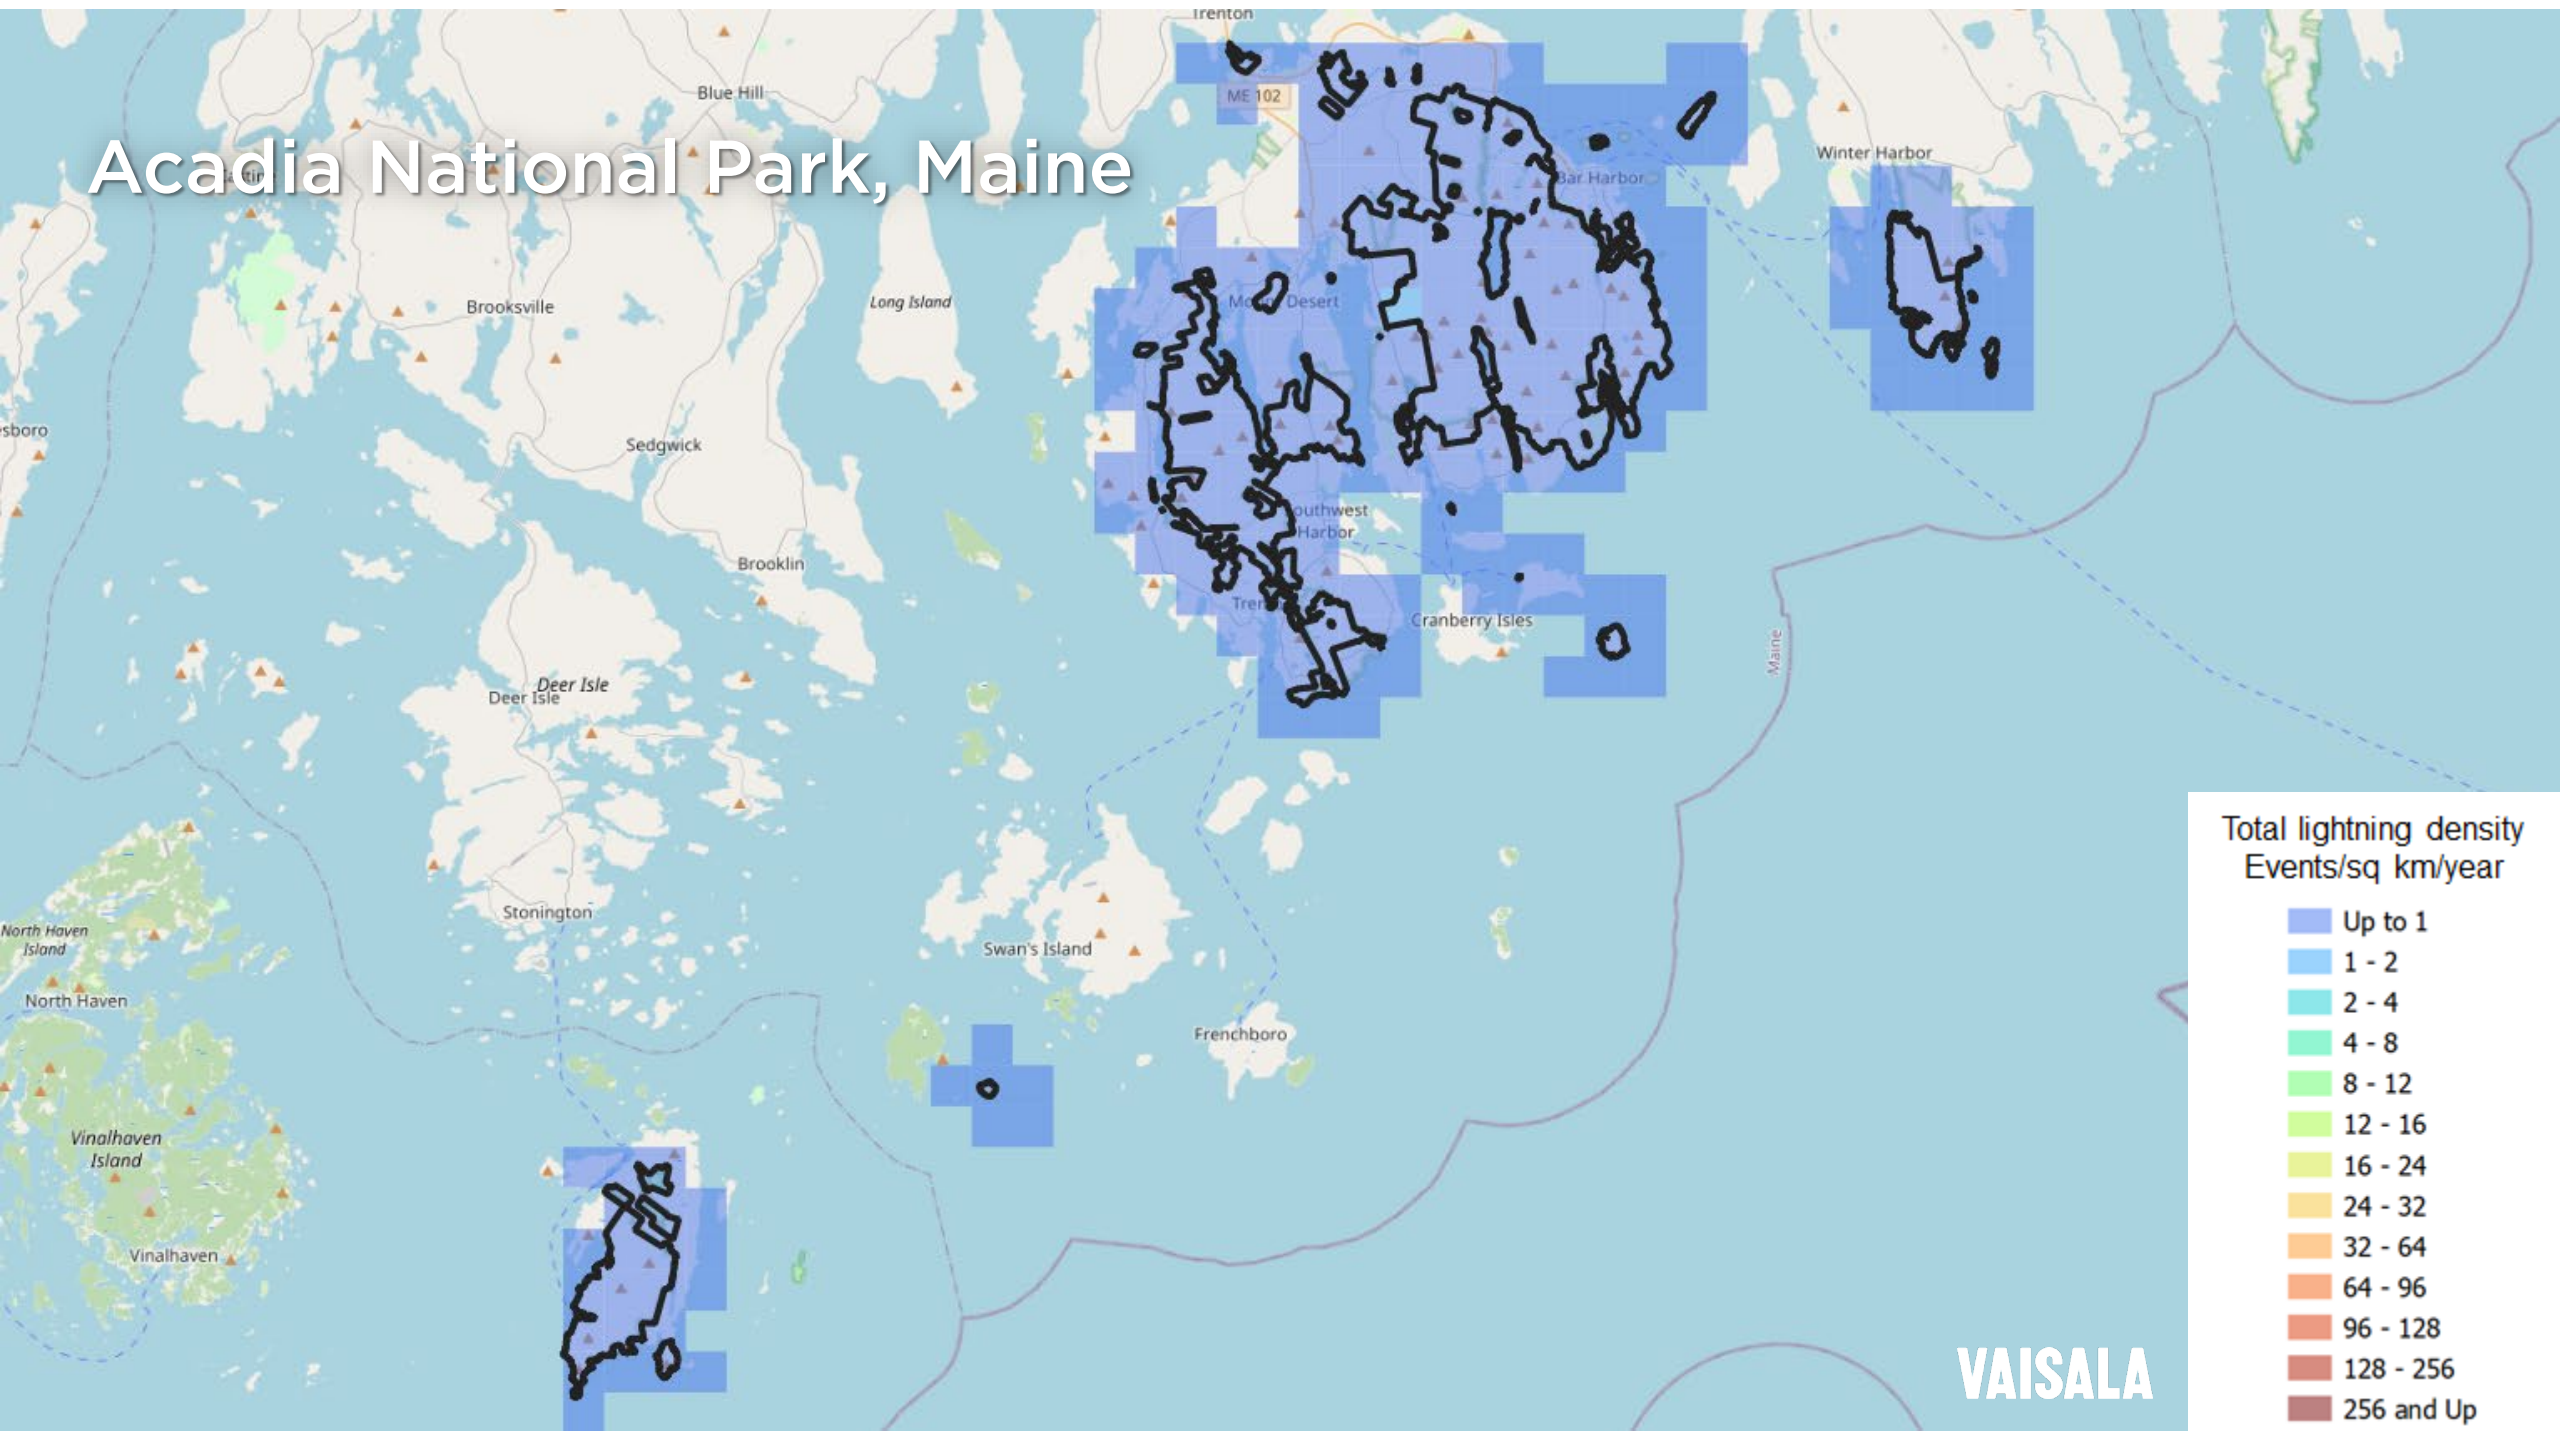 Trenton
Blue Hill
ME 102
Acadia National Park, Maine
Winter Harbor
Bar Harbor
Long Island
Brooksville
Desert
sboro
Sedgwick
outhwest
Harbor
Brooklin
Cranberry Isles
Maine
Deer Isle
Deer Isle
Stonington
North Haven
Island
Swan's Island
North Haven
Frenchboro
Vinalhaven
Island
Vinalhaven
VAISALA
Total lightning density
Events/sq km/year
Up to 1
1 - 2
2 - 4
4 - 8
8 - 12
12 - 16
16 - 24
24 - 32
32 - 64
64 - 96
96 - 128
128 - 256
256 and Up